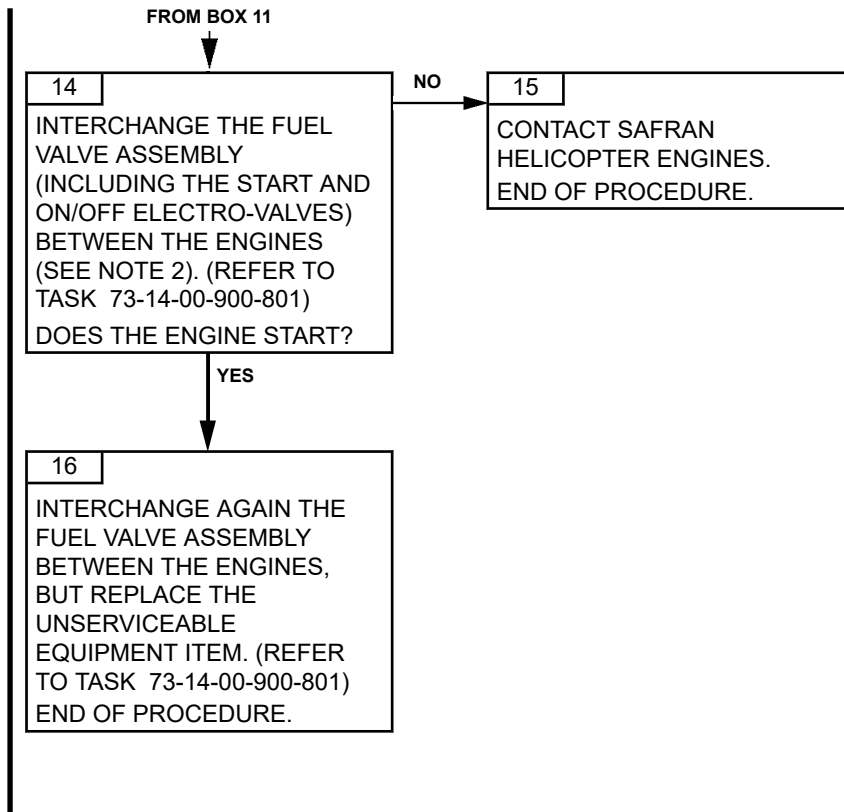 FROM BOX 11
14
INTERCHANGE THE FUEL
VALVE ASSEMBLY
(INCLUDING THE START AND
ON/OFF ELECTRO-VALVES)
BETWEEN THE ENGINES
(SEE NOTE 2). (REFER TO
TASK 73-14-00-900-801)
DOES THE ENGINE START?
NO
15
CONTACT SAFRAN
HELICOPTER ENGINES.
END OF PROCEDURE.
YES
16
INTERCHANGE AGAIN THE
FUEL VALVE ASSEMBLY
BETWEEN THE ENGINES,
BUT REPLACE THE
UNSERVICEABLE
EQUIPMENT ITEM. (REFER
TO TASK 73-14-00-900-801)
END OF PROCEDURE.